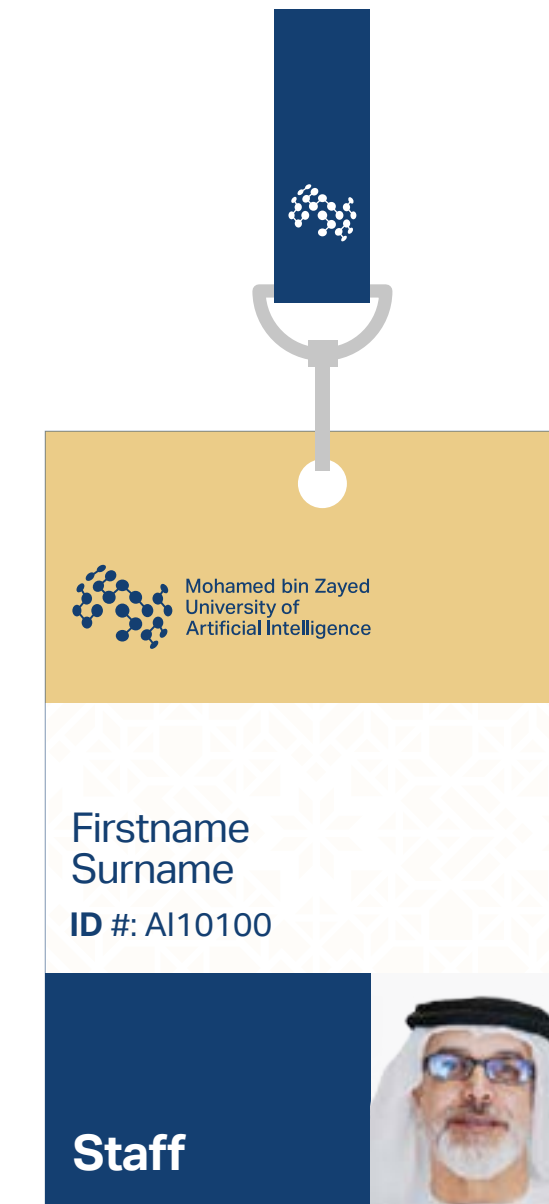 Mohamed bin Zayed
University of
Artificial Intelligence
Firstname
Surname
ID #: AI10100
Staff